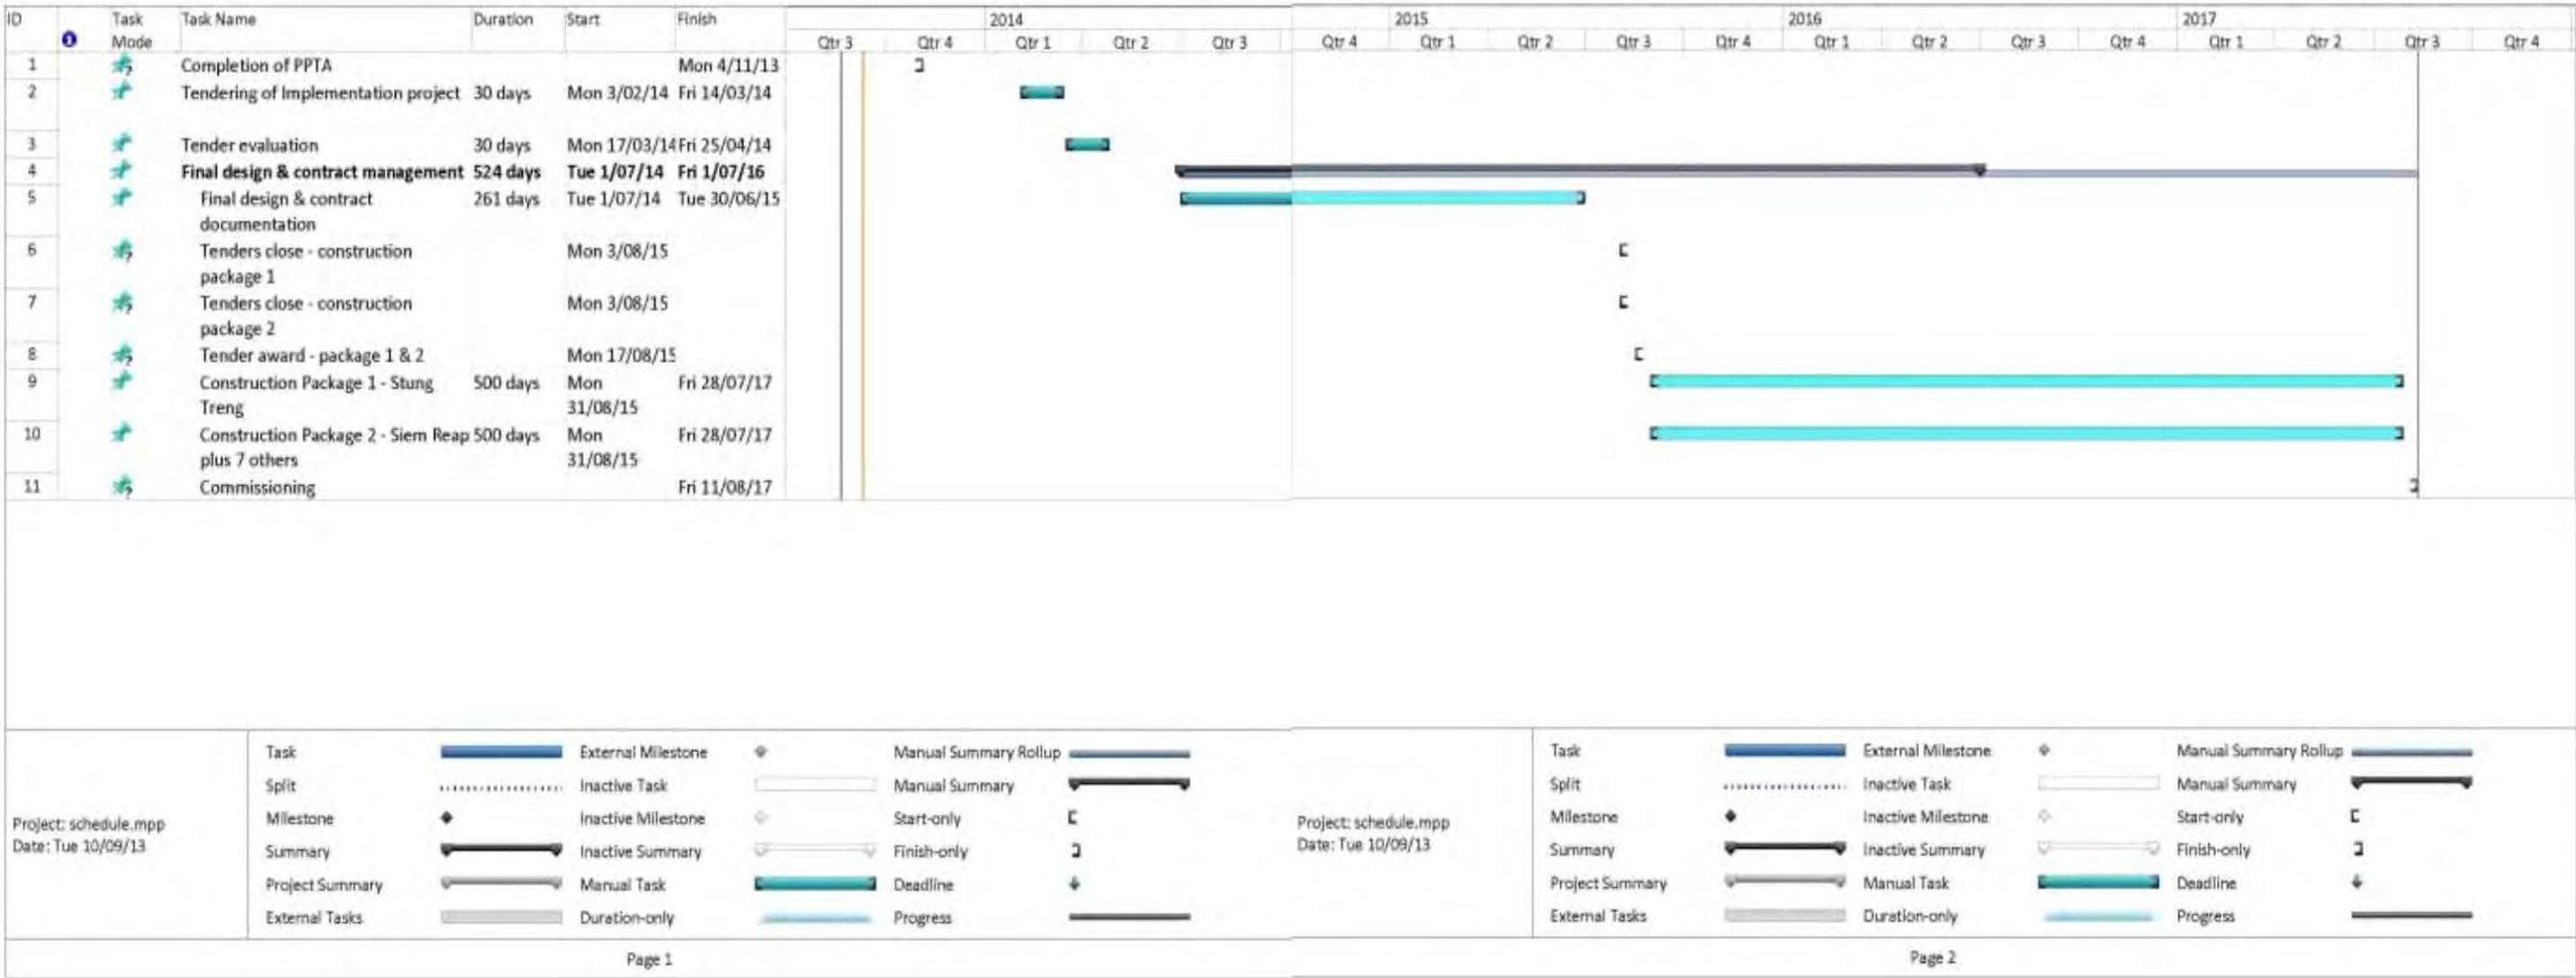 ID Task Task Name Duration Start Finish 2014 2015 2016 2017
Mode Qtr 3 Qtr 4 Qtr 1 Qtr 2 Qtr 3 Qtr 4 Qtr 1 Qtr 2 Qtr 3 Qtr 4 Qtr 1 Qtr 2 Qtr 3 Qtr 4 Qtr 1 Qtr 2 Qtr 3 Qtr 4
1 Completion of PPTA Mon 4/11/13
2 Tendering of Implementation project 30 days Mon 3/02/14 Fri 14/03/14
3 Tender evaluation 30 days Mon 17/03/14 Fri 25/04/14
4 Final design & contract management 524 days Tue 1/07/14 Fri 1/07/16
5 Final design & contract 261 days Tue 1/07/14 Tue 30/06/15
documentation
6 Tenders close - construction Mon 3/08/15
package 1
7 Tenders close - construction Mon 3/08/15
package 2
8 Tender award - package 1 & 2 Mon 17/08/15
9 Construction Package 1 - Stung 500 days Mon Fri 28/07/17
Treng 31/08/15
10 Construction Package 2 - Siem Reap 500 days Mon Fri 28/07/17
plus 7 others 31/08/15
11 Commissioning Fri 11/08/17
Project: schedule.mpp
Date: Tue 10/09/13
Task External Milestone Manual Summary Rollup
Split Inactive Task Manual Summary
Milestone Inactive Milestone Start-only
Summary Inactive Summary Finish-only
Project Summary Manual Task Deadline
External Tasks Duration-only Progress
Page 1
Project: schedule.mpp
Date: Tue 10/09/13
Task External Milestone Manual Summary Rollup
Split Inactive Task Manual Summary
Milestone Inactive Milestone Start-only
Summary Inactive Summary Finish-only
Project Summary Manual Task Deadline
External Tasks Duration-only Progress
Page 2